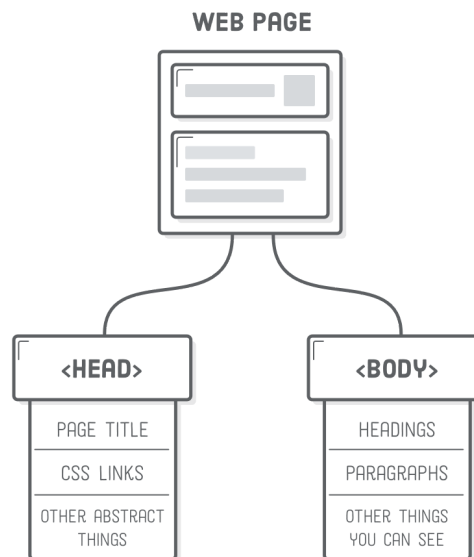 WEB PAGE
<HEAD>
PAGE TITLE
CSS LINKS
OTHER ABSTRACT
THINGS
<BODY>
HEADINGS
PARAGRAPHS
OTHER THINGS
YOU CAN SEE